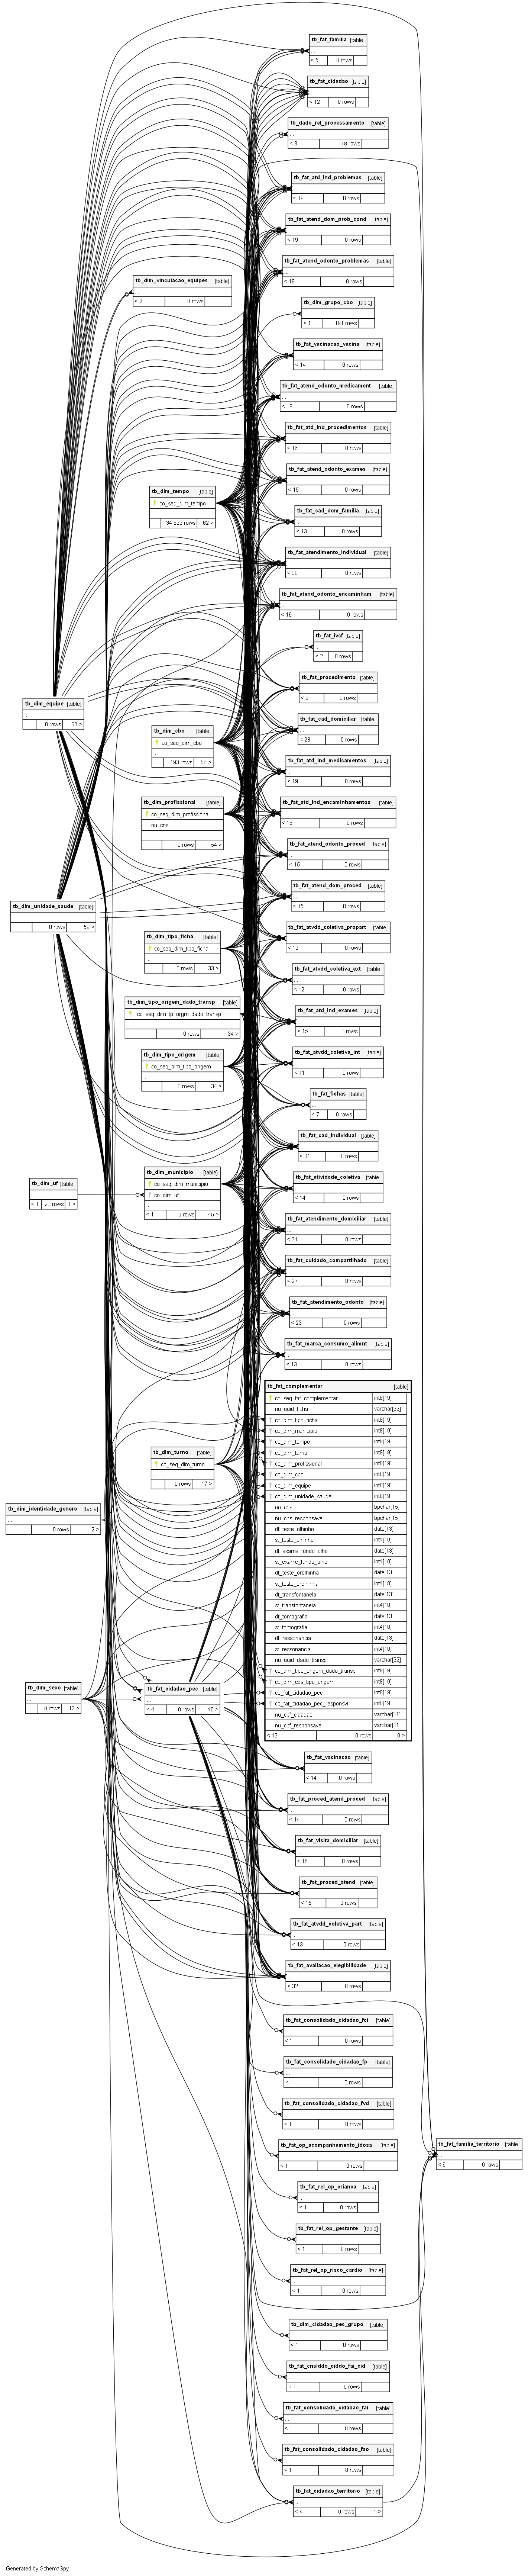 tb_fat_familia [table]
< 5 0 rows
tb_fat_cidadao [table]
< 12 0 rows
tb_dado_rel_processamento [table]
< 3 18 rows
tb_fat_atd_ind_problemas [table]
< 19 0 rows
tb_fat_atend_dom_prob_cond [table]
< 19 0 rows
tb_fat_atend_odonto_problemas [table]
< 19 0 rows
tb_dim_vinculacao_equipes [table]
< 2 0 rows
tb_dim_grupo_cbo [table]
< 1 191 rows
tb_fat_vacinacao_vacina [table]
< 14 0 rows
tb_fat_atend_odonto_medicament [table]
< 19 0 rows
tb_fat_atd_ind_procedimentos [table]
< 16 0 rows
tb_fat_atend_odonto_exames [table]
< 15 0 rows
tb_dim_tempo [table]
co_seq_dim_tempo
...
34.699 rows 62 >
tb_fat_cad_dom_familia [table]
< 13 0 rows
tb_fat_atendimento_individual [table]
< 30 0 rows
tb_fat_atend_odonto_encaminham [table]
< 16 0 rows
tb_fat_ivcf [table]
< 2 0 rows
tb_fat_procedimento [table]
< 8 0 rows
tb_dim_equipe [table]
0 rows 60 >
tb_fat_cad_domiciliar [table]
< 28 0 rows
tb_dim_cbo [table]
co_seq_dim_cbo
...
193 rows 56 >
tb_fat_atd_ind_medicamentos [table]
< 19 0 rows
tb_dim_profissional [table]
co_seq_dim_profissional
nu_cns
...
0 rows 54 >
tb_fat_atd_ind_encaminhamentos [table]
< 16 0 rows
tb_fat_atend_odonto_proced [table]
< 15 0 rows
tb_fat_atend_dom_proced [table]
< 15 0 rows
tb_dim_unidade_saude [table]
0 rows 59 >
tb_fat_atvdd_coletiva_propart [table]
< 12 0 rows
tb_dim_tipo_ficha [table]
co_seq_dim_tipo_ficha
...
0 rows 33 >
tb_fat_atvdd_coletiva_ext [table]
< 12 0 rows
tb_dim_tipo_origem_dado_transp [table]
co_seq_dim_tp_orgm_dado_transp
...
0 rows 34 >
tb_fat_atd_ind_exames [table]
< 15 0 rows
tb_dim_tipo_origem [table]
co_seq_dim_tipo_origem
...
0 rows 34 >
tb_fat_atvdd_coletiva_int [table]
< 11 0 rows
tb_fat_fichas [table]
< 7 0 rows
tb_fat_cad_individual [table]
< 31 0 rows
tb_dim_uf [table]
< 1 28 rows 1 >
tb_dim_municipio [table]
co_seq_dim_municipio
co_dim_uf
...
< 1 0 rows 45 >
tb_fat_atividade_coletiva [table]
< 14 0 rows
tb_fat_atendimento_domiciliar [table]
< 21 0 rows
tb_fat_cuidado_compartilhado [table]
< 27 0 rows
tb_fat_atendimento_odonto [table]
< 23 0 rows
tb_fat_marca_consumo_alimnt [table]
< 13 0 rows
tb_fat_complementar [table]
co_seq_fat_complementar int8[19]
nu_uuid_ficha varchar[92]
co_dim_tipo_ficha int8[19]
co_dim_municipio int8[19]
co_dim_tempo int8[19]
co_dim_turno int8[19]
co_dim_profissional int8[19]
co_dim_cbo int8[19]
co_dim_equipe int8[19]
co_dim_unidade_saude int8[19]
nu_cns bpchar[15]
nu_cns_responsavel bpchar[15]
dt_teste_olhinho date[13]
st_teste_olhinho int4[10]
dt_exame_fundo_olho date[13]
st_exame_fundo_olho int4[10]
dt_teste_orelhinha date[13]
st_teste_orelhinha int4[10]
dt_transfontanela date[13]
st_transfontanela int4[10]
dt_tomografia date[13]
st_tomografia int4[10]
dt_ressonancia date[13]
st_ressonancia int4[10]
nu_uuid_dado_transp varchar[92]
co_dim_tipo_origem_dado_transp int8[19]
co_dim_cds_tipo_origem int8[19]
co_fat_cidadao_pec int8[19]
co_fat_cidadao_pec_responsvl int8[19]
nu_cpf_cidadao varchar[11]
nu_cpf_responsavel varchar[11]
< 12 0 rows 0 >
tb_dim_turno [table]
co_seq_dim_turno
...
0 rows 17 >
tb_dim_identidade_genero [table]
0 rows 2 >
tb_dim_sexo [table]
0 rows 13 >
tb_fat_cidadao_pec [table]
< 4 0 rows 40 >
tb_fat_vacinacao [table]
< 14 0 rows
tb_fat_proced_atend_proced [table]
< 14 0 rows
tb_fat_visita_domiciliar [table]
< 16 0 rows
tb_fat_proced_atend [table]
< 15 0 rows
tb_fat_atvdd_coletiva_part [table]
< 13 0 rows
tb_fat_avaliacao_elegibilidade [table]
< 32 0 rows
tb_fat_consolidado_cidadao_fci [table]
< 1 0 rows
tb_fat_consolidado_cidadao_fp [table]
< 1 0 rows
tb_fat_consolidado_cidadao_fvd [table]
< 1 0 rows
tb_fat_op_acompanhamento_idosa [table]
< 1 0 rows
tb_fat_familia_territorio [table]
< 6 0 rows
tb_fat_rel_op_crianca [table]
< 1 0 rows
tb_fat_rel_op_gestante [table]
< 1 0 rows
tb_fat_rel_op_risco_cardio [table]
< 1 0 rows
tb_dim_cidadao_pec_grupo [table]
< 1 0 rows
tb_fat_cnslddo_ciddo_fai_cid [table]
< 1 0 rows
tb_fat_consolidado_cidadao_fai [table]
< 1 0 rows
tb_fat_consolidado_cidadao_fao [table]
< 1 0 rows
tb_fat_cidadao_territorio [table]
< 4 0 rows 1 >
Generated by SchemaSpy